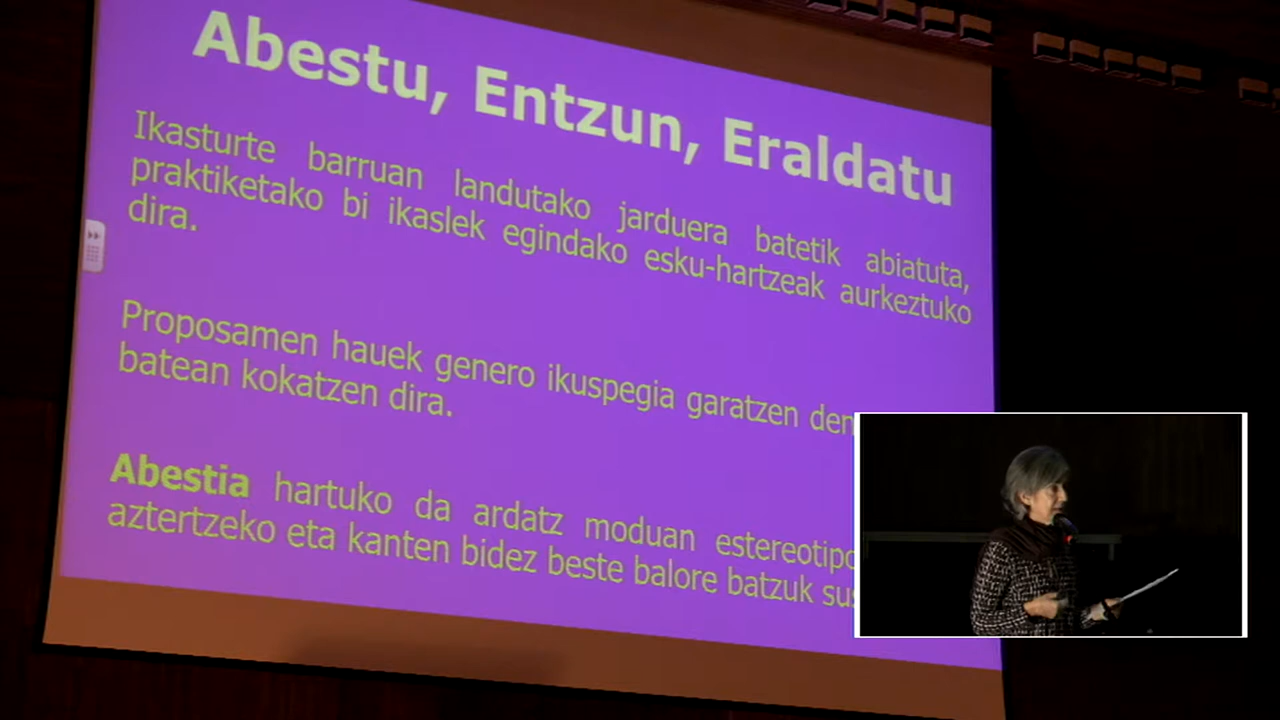 Abestu, Entzun, Eraldatu
Ikasturte barruan landutako jarduera batetik abiatuta,
praktiketako bi ikaslek egindako esku-hartzeak aurkeztuko
dira.
Proposamen hauek genero ikuspegia garatzen den
batean kokatzen dira.
Abestia hartuko da ardatz moduan
aztertzeko eta kanten bidez beste balore batzuk